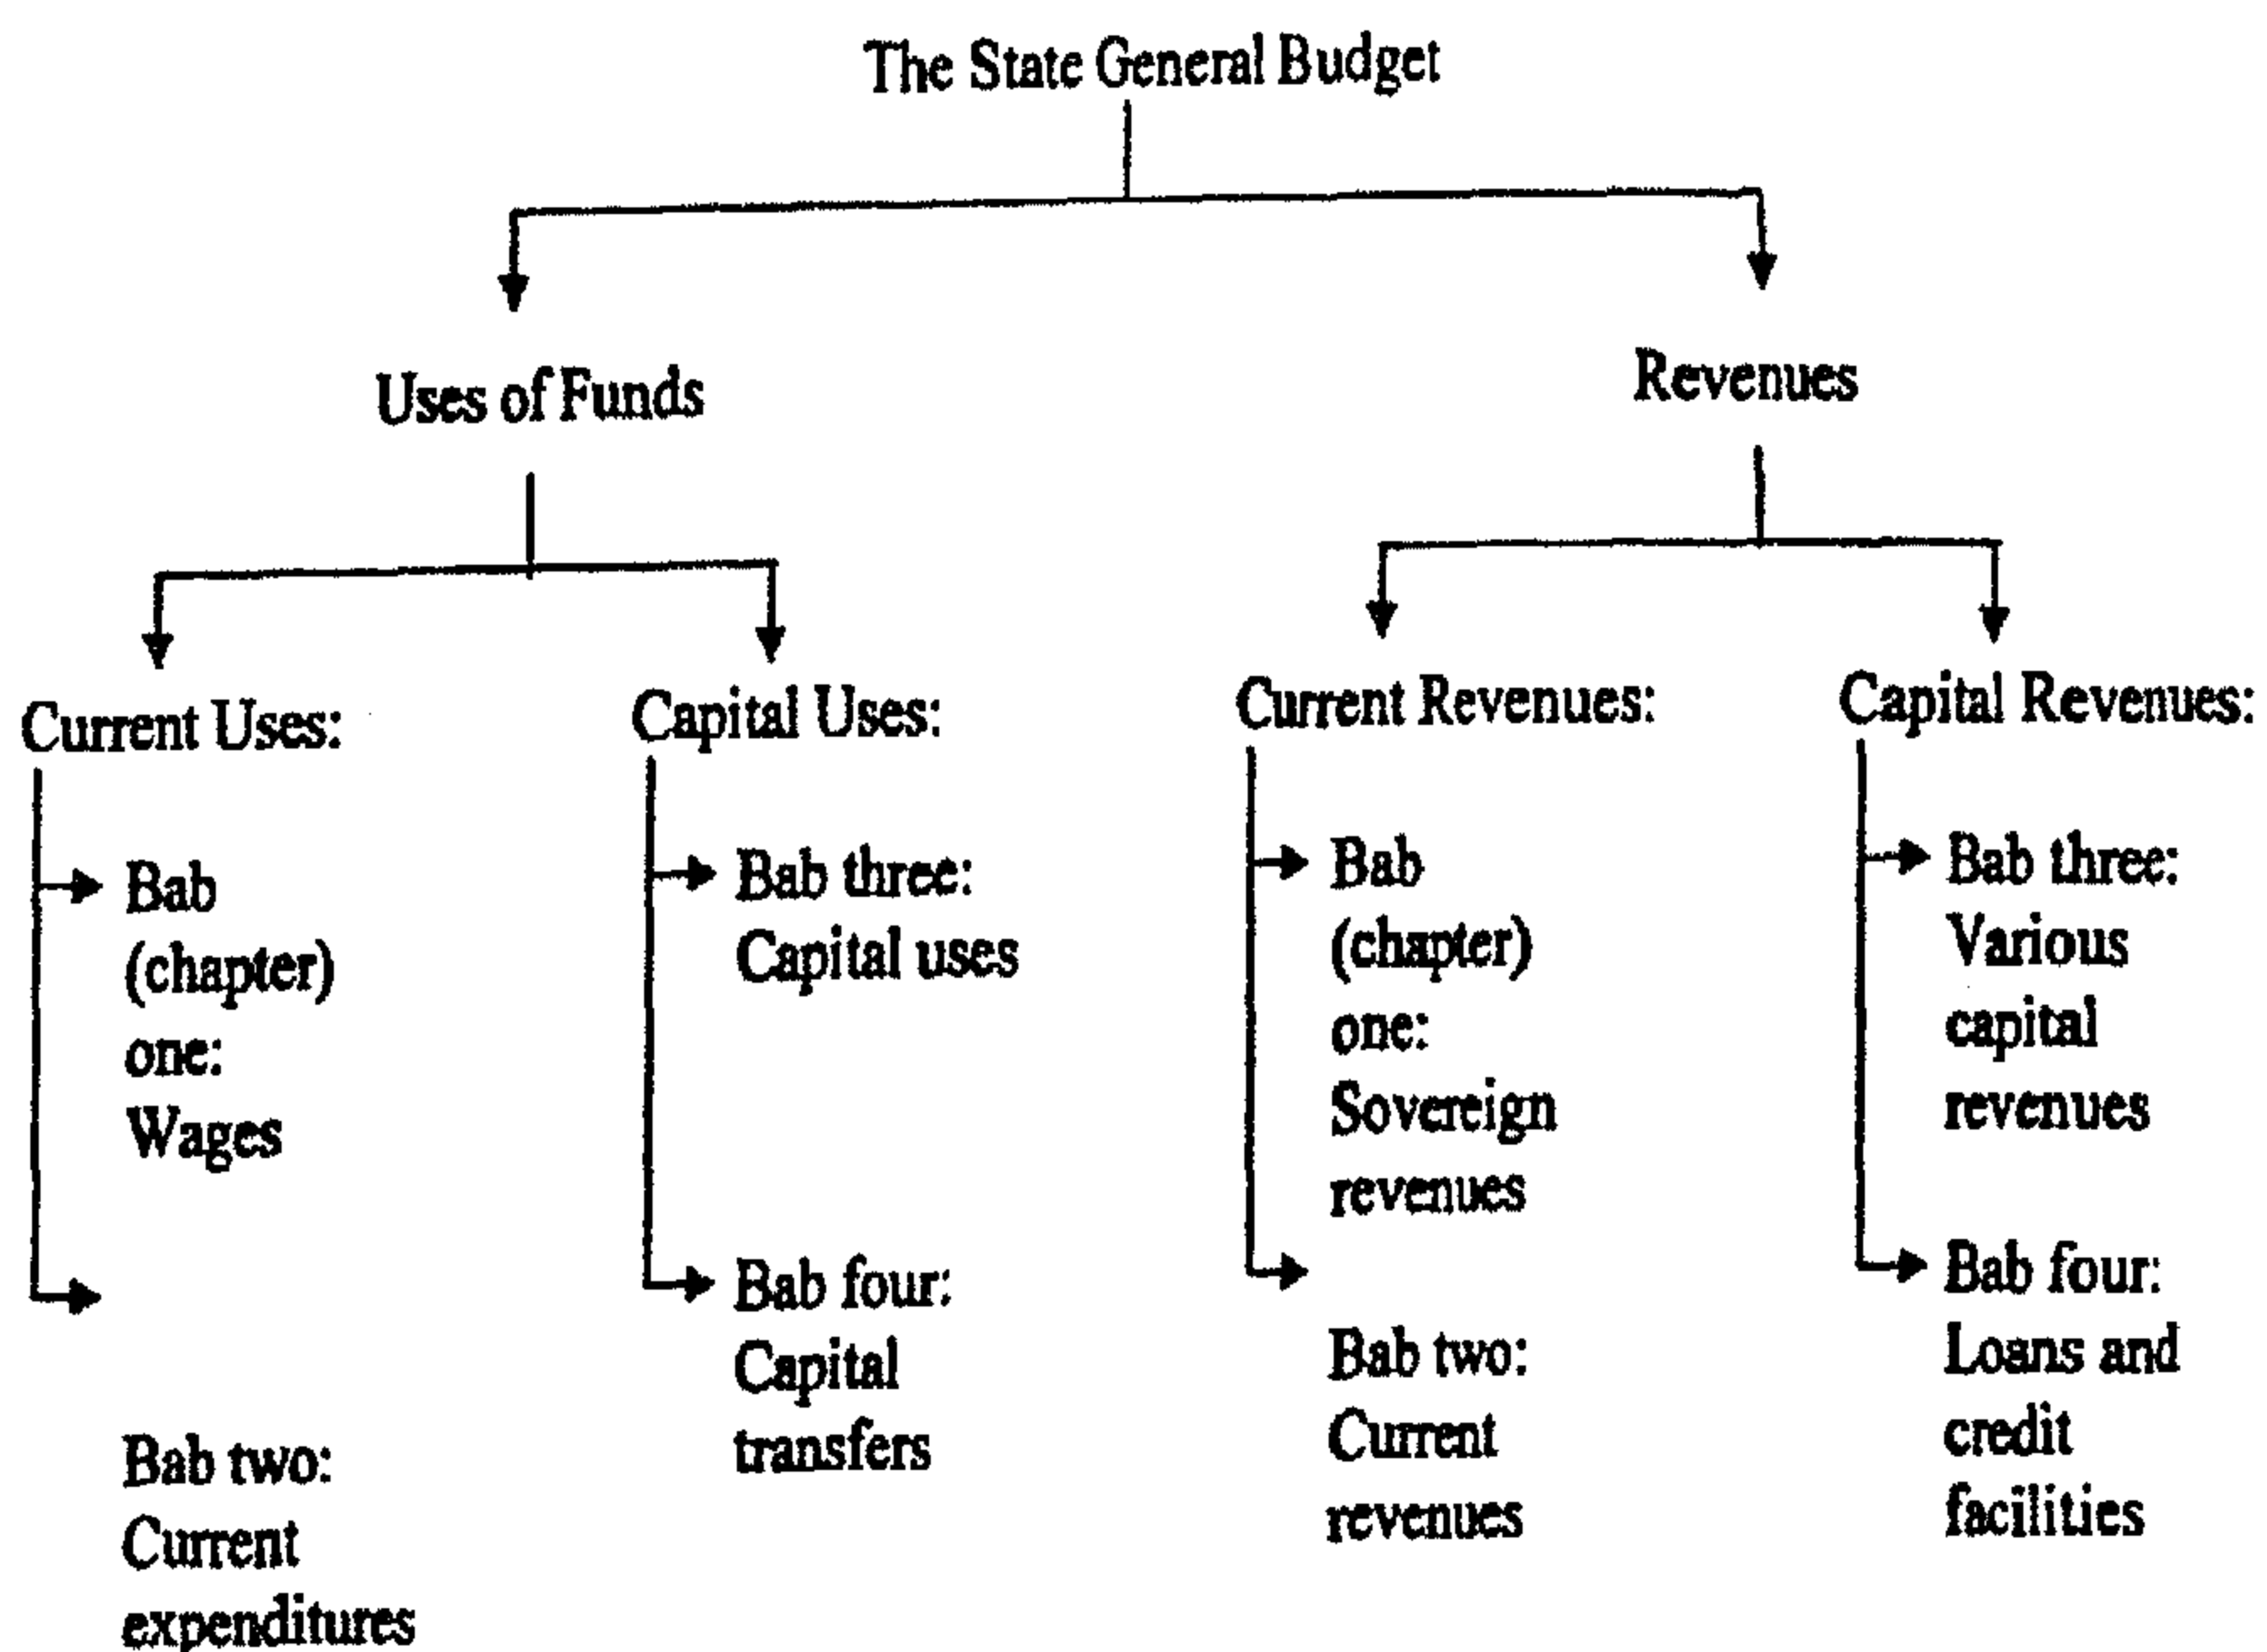 The State General Budget
Uses of Funds
Revenues
Current Uses:
Bab
(chapter)
one:
Wages
Bab two:
Current
expenditures
Capital Uses:
Bab three:
Capital uses
Bab four:
Capital
transfers
Current Revenues:
Bab
(chapter)
one:
Sovereign
revenues
Bab two:
Current
revenues
Capital Revenues:
Bab three:
Various
capital
revenues
Bab four:
Loans and
credit
facilities